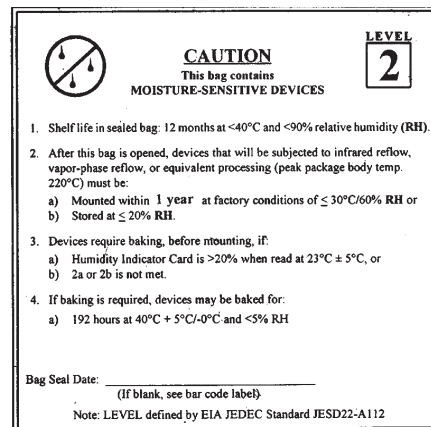 LEVEL
2
CAUTION
This bag contains
MOISTURE-SENSITIVE DEVICES
1. Shelf life in sealed bag: 12 months at <40°C and <90% relative humidity (RH).
2. After this bag is opened, devices that will be subjected to infrared reflow,
vapor-phase reflow, or equivalent processing (peak package body temp.
220°C) must be:
a) Mounted within 1 year at factory conditions of ≤ 30°C/60% RH or
b) Stored at ≤ 20% RH.
3. Devices require baking, before mounting, if:
a) Humidity Indicator Card is >20% when read at 23°C ± 5°C, or
b) 2a or 2b is not met.
4. If baking is required, devices may be baked for:
a) 192 hours at 40°C + 5°C/-0°C and <5% RH
Bag Seal Date:
(If blank, see bar code label)
Note: LEVEL defined by EIA JEDEC Standard JESD22-A112